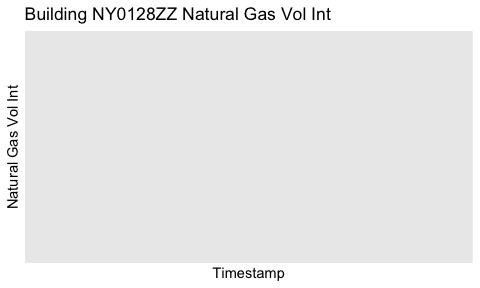 Building NY0128ZZ Natural Gas Vol Int
Natural Gas Vol Int
Timestamp